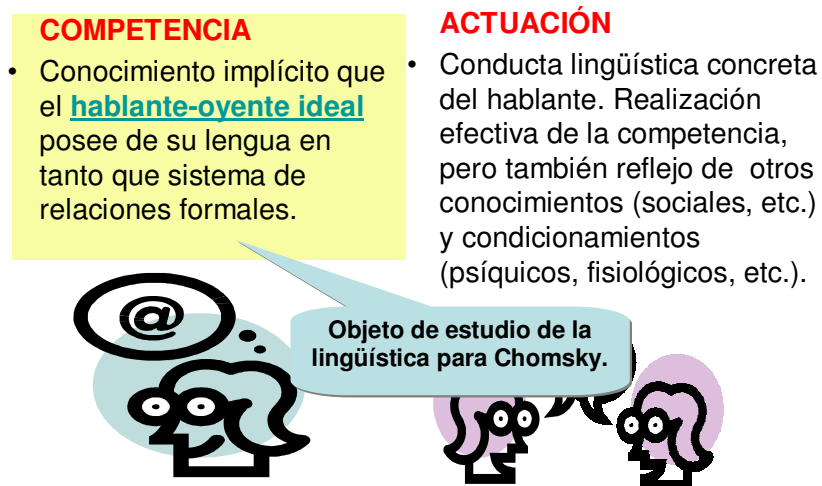 COMPETENCIA
• Conocimiento implícito que
el hablante-oyente ideal
posee de su lengua en
tanto que sistema de
relaciones formales.
ACTUACIÓN
• Conducta lingüística concreta
del hablante. Realización
efectiva de la competencia,
pero también reflejo de otros
conocimientos (sociales, etc.)
y condicionamientos
(psíquicos, fisiológicos, etc.).
Objeto de estudio de la
lingüística para Chomsky.
@